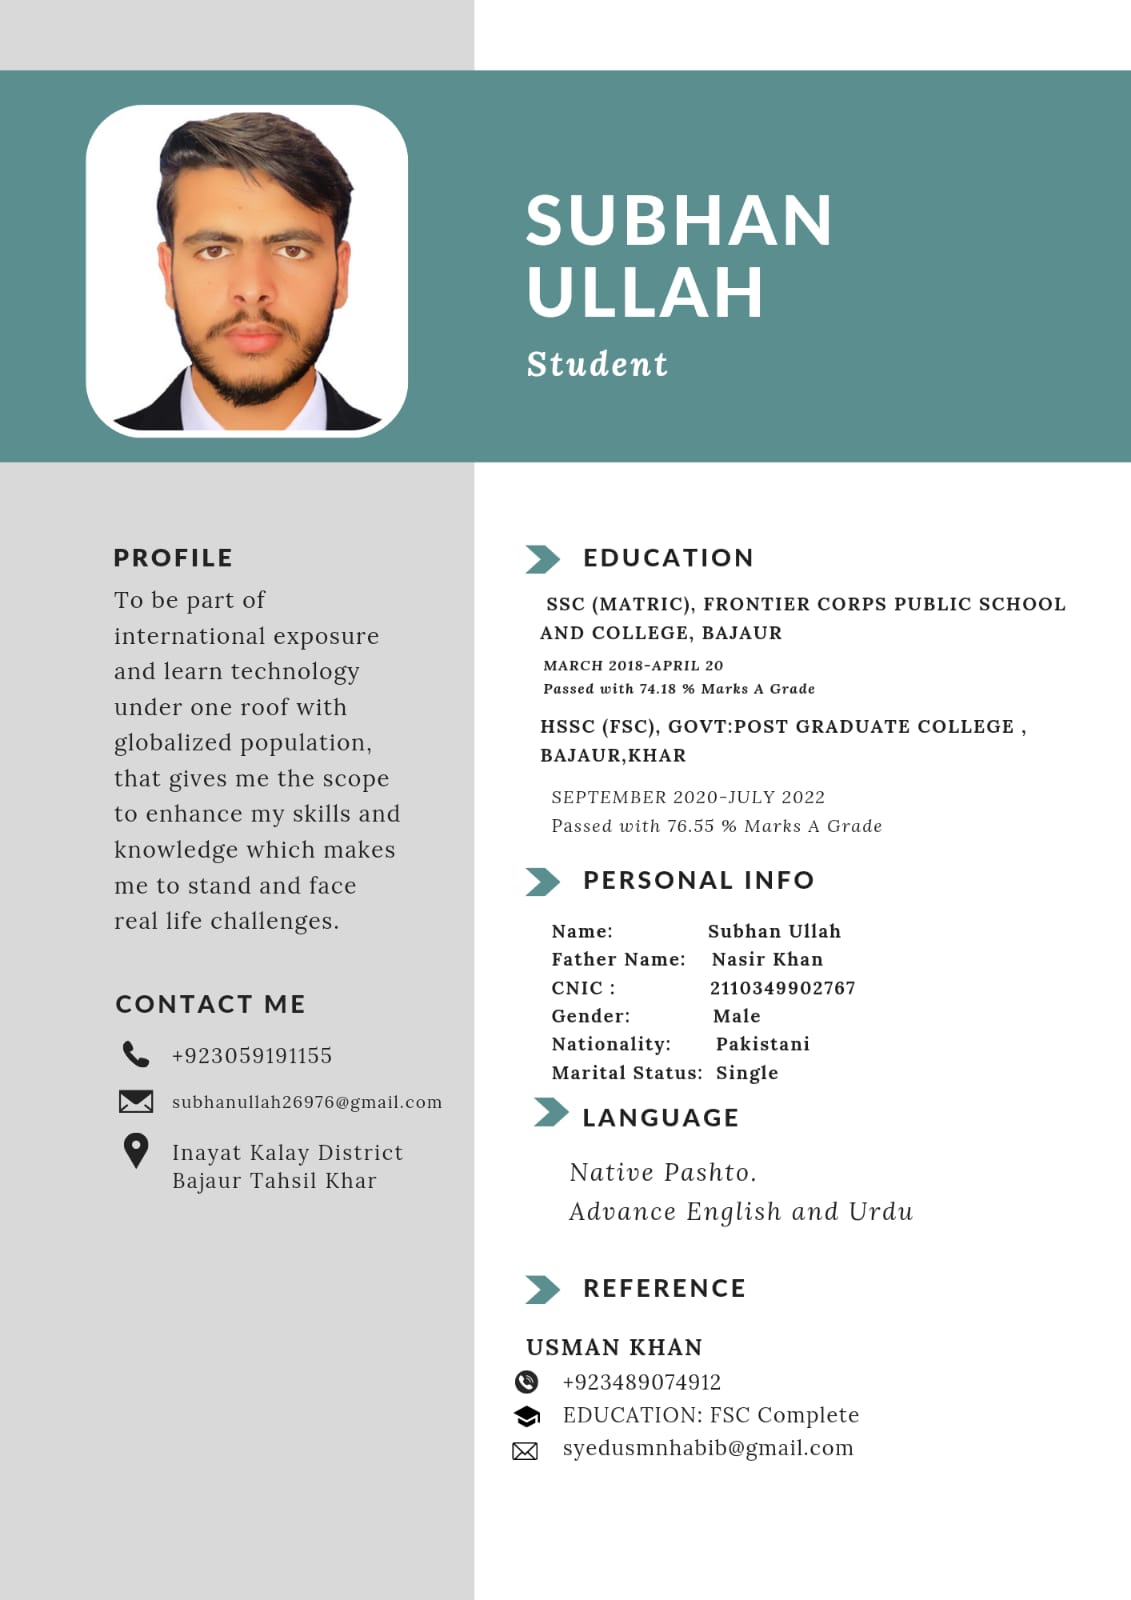 SUBHAN
ULLAH
Student
PROFILE
To be part of
international exposure
and learn technology
under one roof with
globalized population,
that gives me the scope
to enhance my skills and
knowledge which makes
me to stand and face
real life challenges.
CONTACT ME
+923059191155
subhanullah26976@gmail.com
Inayat Kalay District
Bajaur Tahsil Khar
EDUCATION
SSC (MATRIC), FRONTIER CORPS PUBLIC SCHOOL
AND COLLEGE, BAJAUR
MARCH 2018-APRIL 20
Passed with 74.18 % Marks A Grade
HSSC (FSC), GOVT:POST GRADUATE COLLEGE ,
BAJAUR,KHAR
SEPTEMBER 2020-JULY 2022
Passed with 76.55 % Marks A Grade
PERSONAL INFO
Name: Subhan Ullah
Father Name: Nasir Khan
CNIC : 2110349902767
Gender: Male
Nationality: Pakistani
Marital Status: Single
LANGUAGE
Native Pashto.
Advance English and Urdu
REFERENCE
USMAN KHAN
+923489074912
EDUCATION: FSC Complete
syedusmnhabib@gmail.com